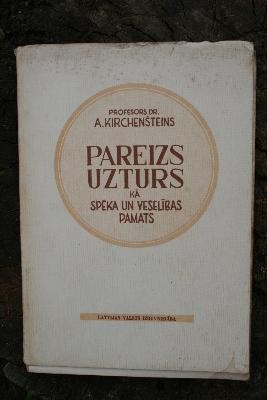 PROFESORS DR.
A. KIRCHENŠTEINS
PAREIZS
UZTURS
KĀ
SPĒKA UN VESELĪBAS
PAMATS
LATVIJAS VALSTS IZDEVNIECĪBA